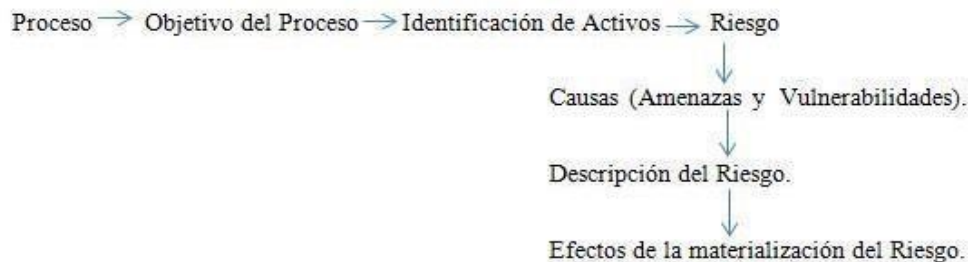 Proceso Objetivo del Proceso Identificación de Activos Riesgo
Causas (Amenazas y Vulnerabilidades).
Descripción del Riesgo.
Efectos de la materialización del Riesgo.